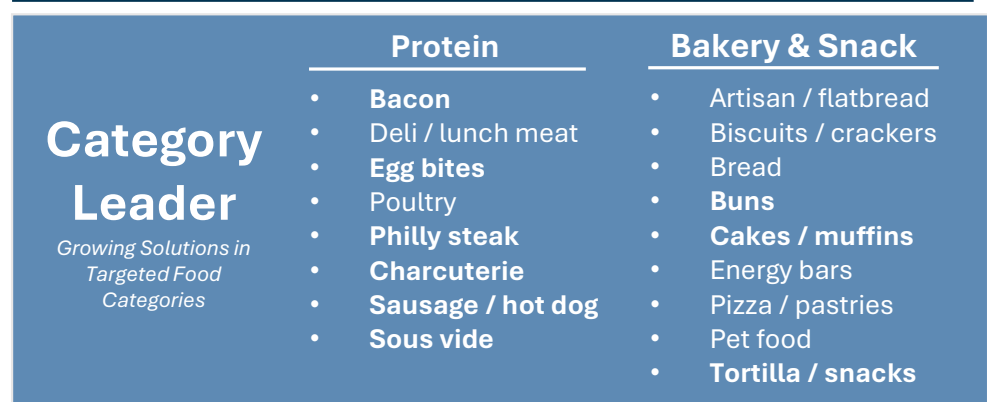 Category
Leader
Growing Solutions in
Targeted Food
Categories
Protein
• Bacon
• Deli / lunch meat
• Egg bites
• Poultry
• Philly steak
• Charcuterie
• Sausage / hot dog
• Sous vide
Bakery & Snack
• Artisan / flatbread
• Biscuits / crackers
• Bread
• Buns
• Cakes / muffins
• Energy bars
• Pizza / pastries
• Pet food
• Tortilla / snacks